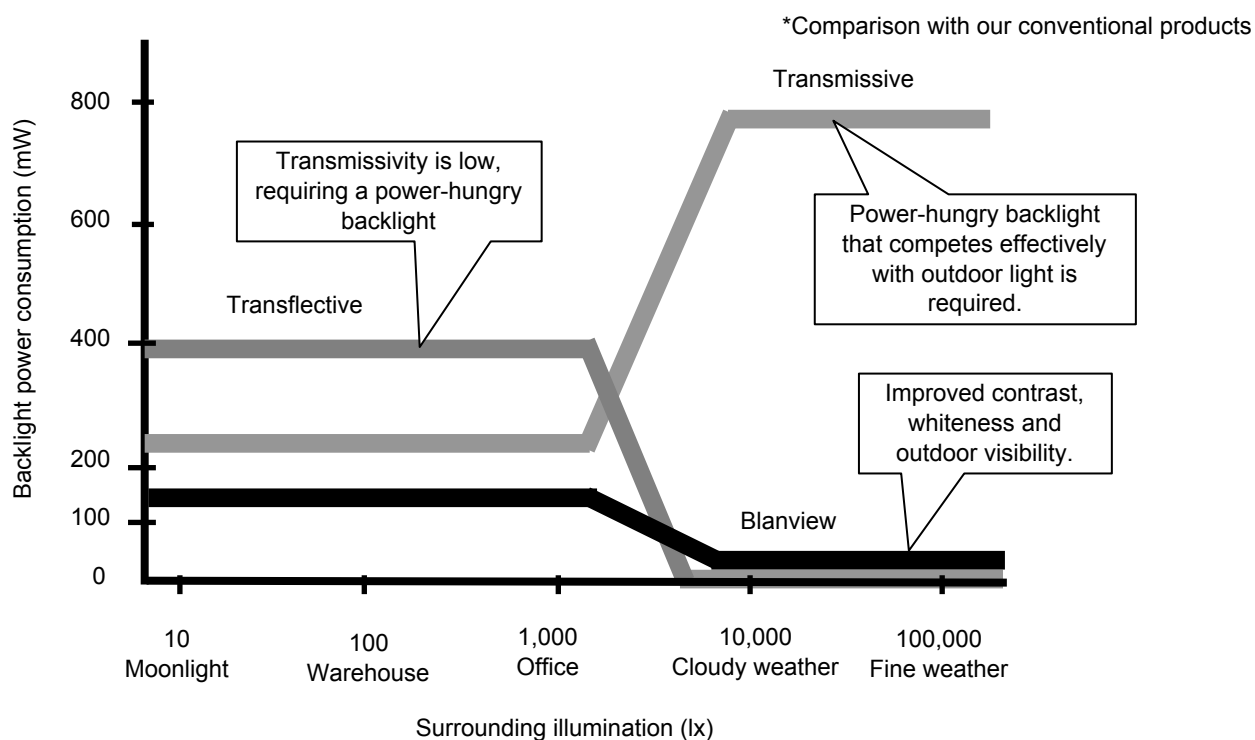 *Comparison with our conventional products
Backlight power consumption (mW)
800
600
400
200
100
0
Transmissive
Transmissivity is low,
requiring a power-hungry
backlight
Power-hungry backlight
that competes effectively
with outdoor light is
required.
Transflective
Improved contrast,
whiteness and
outdoor visibility.
Blanview
10
Moonlight
100
Warehouse
1,000
Office
10,000
Cloudy weather
100,000
Fine weather
Surrounding illumination (lx)